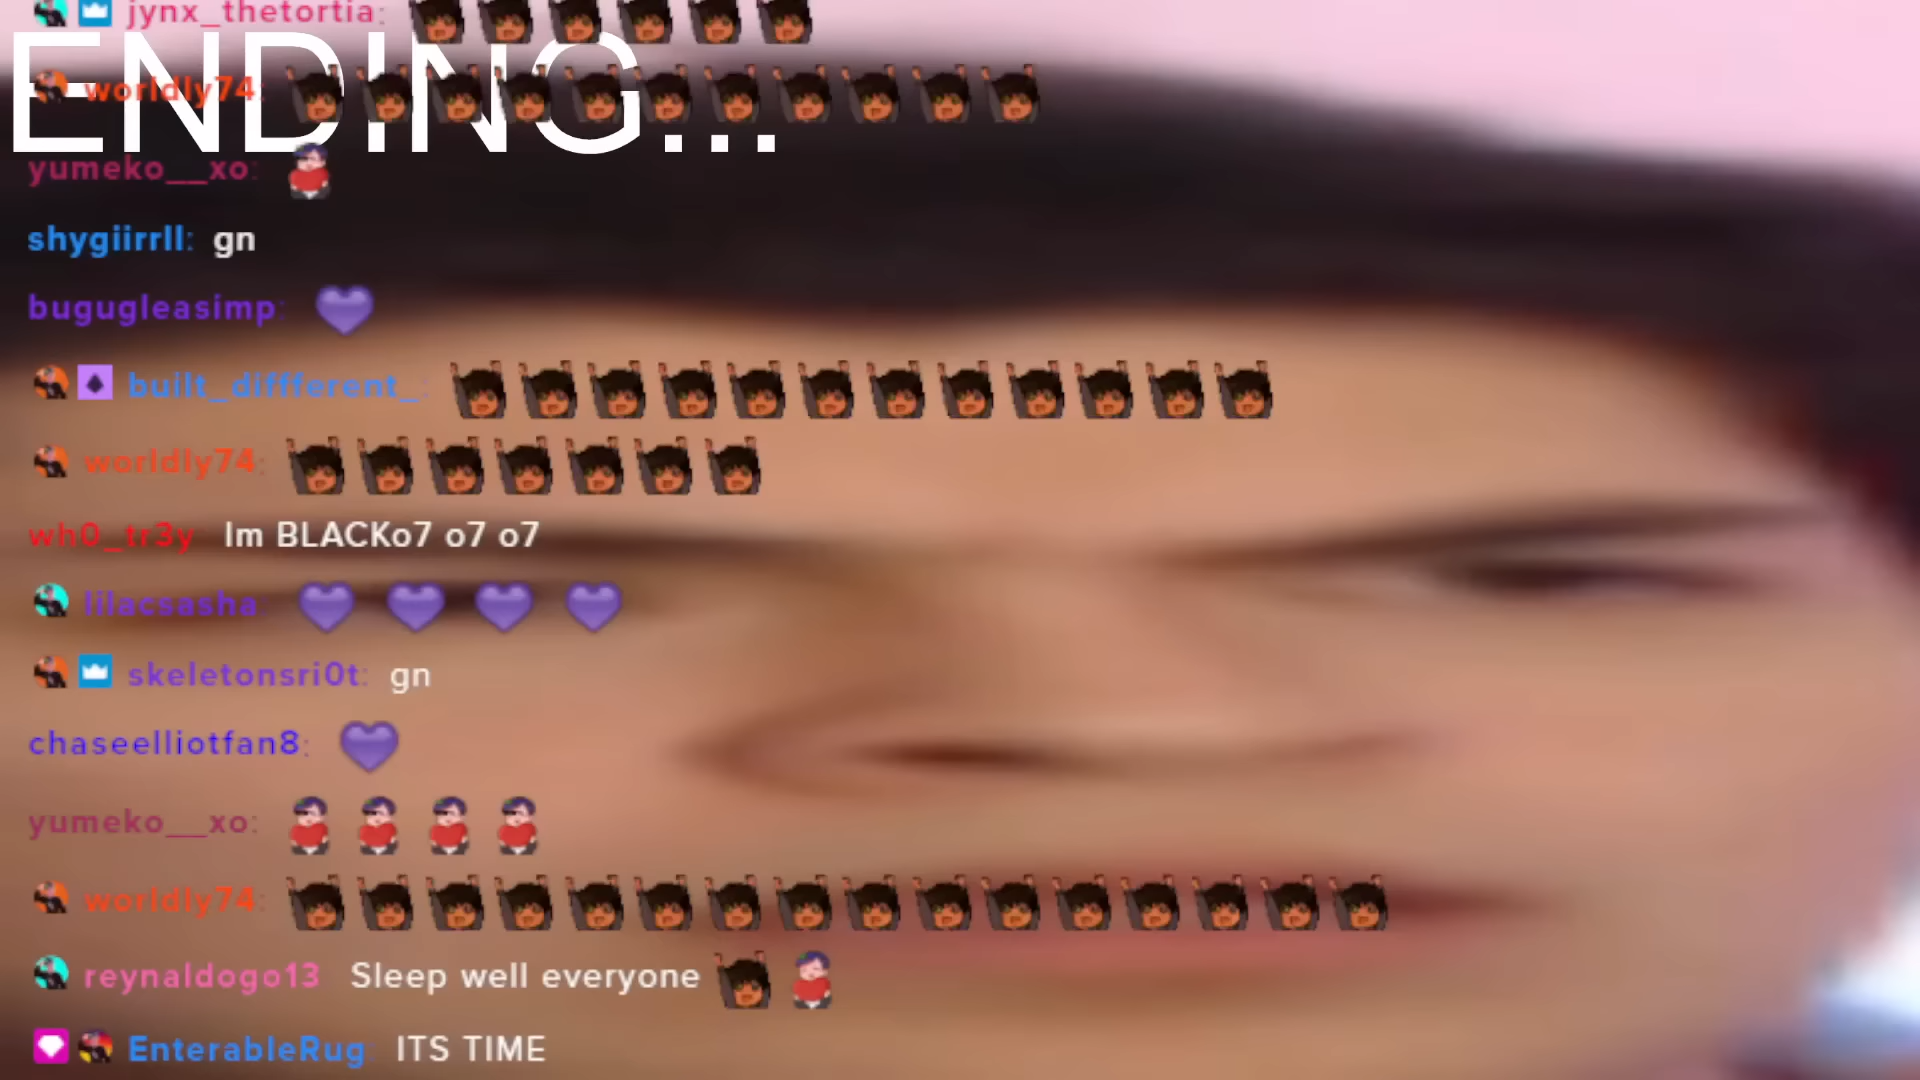 jynx_thetortia:
ENDING...
worldly74:
yumeko__xo:
shygiirrll: gn
bugugleasimp:
built_diffferent_:
worldly74:
wh0_tr3y Im BLACKo7 o7 o7
lilacsasha:
skeletonsri0t: gn
chaseelliotfan8:
yumeko__xo:
worldly74:
reynaldogo13 Sleep well everyone
EnterableRug: ITS TIME